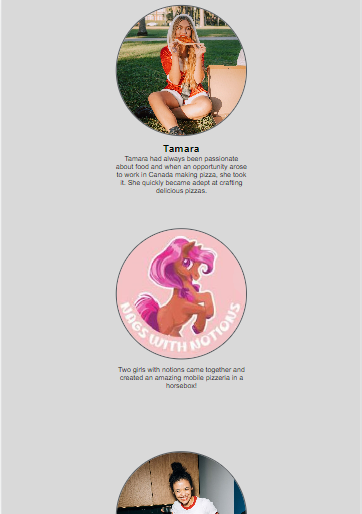 Tamara
Tamara had always been passionate
about food and when an opportunity arose
to work in Canada making pizza, she took
it. She quickly became adept at crafting
delicious pizzas.
NAGS WITH NOTIONS
Two girls with notions came together and
created an amazing mobile pizzeria in a
horsebox!